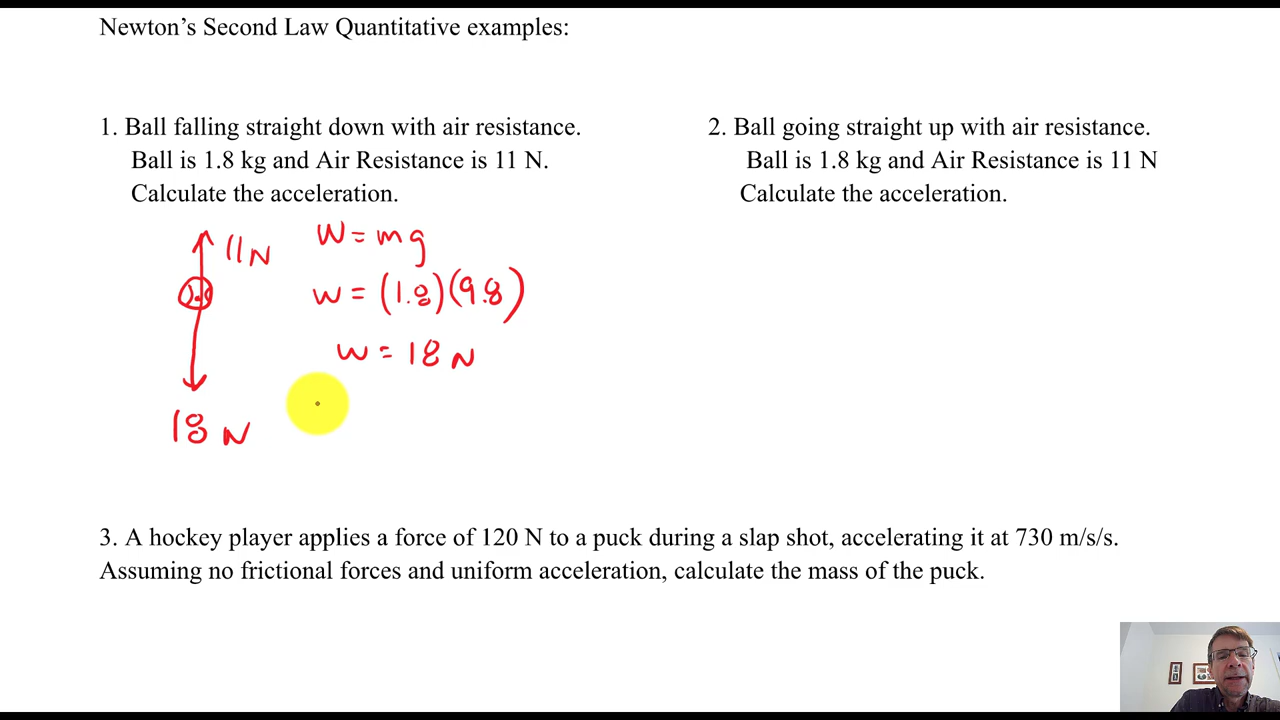 Newton’s Second Law Quantitative examples:
1. Ball falling straight down with air resistance.
Ball is 1.8 kg and Air Resistance is 11 N.
Calculate the acceleration.
11N
W = mg
W = (1.8)(9.8)
W = 18 N
18 N
2. Ball going straight up with air resistance.
Ball is 1.8 kg and Air Resistance is 11 N
Calculate the acceleration.
3. A hockey player applies a force of 120 N to a puck during a slap shot, accelerating it at 730 m/s/s.
Assuming no frictional forces and uniform acceleration, calculate the mass of the puck.